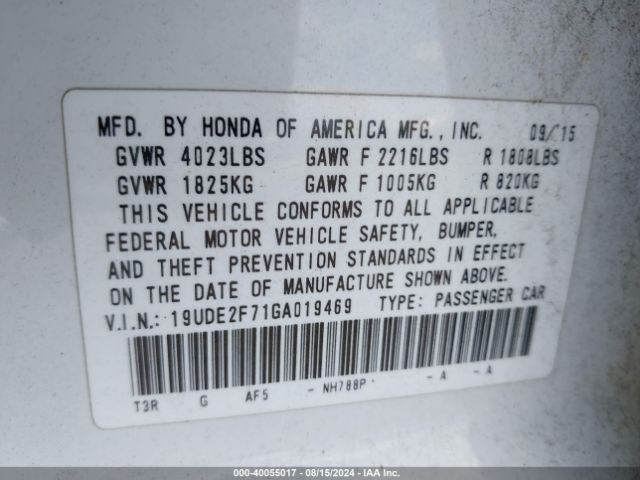 MFD. BY HONDA OF AMERICA MFG., INC. 09/15
GVWR 4023LBS GAWR F 2216LBS R 1808LBS
GVWR 1825KG GAWR F 1005KG R 820KG
THIS VEHICLE CONFORMS TO ALL APPLICABLE
FEDERAL MOTOR VEHICLE SAFETY, BUMPER,
AND THEFT PREVENTION STANDARDS IN EFFECT
ON THE DATE OF MANUFACTURE SHOWN ABOVE.
V.I.N.: 19UDE2F71GA019469 TYPE: PASSENGER CAR
T3R G AF5 - NH788P - A - A
000-40055017 - 08/15/2024 - IAA Inc.